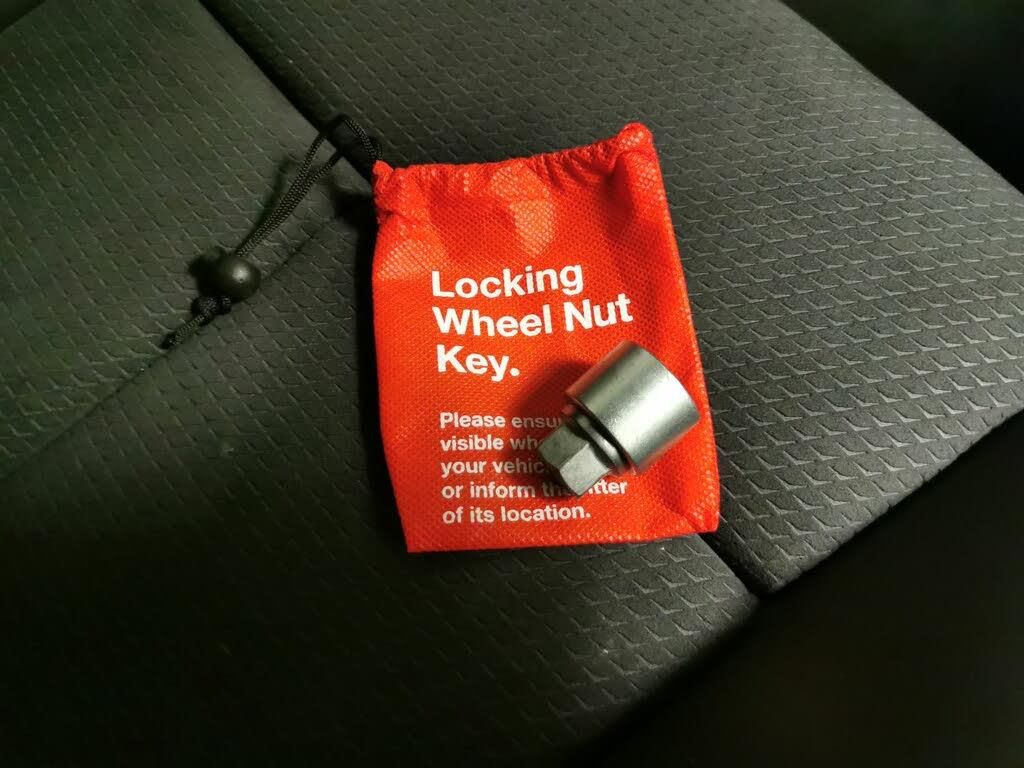 Locking
Wheel Nut
Key.
Please
visible
your
or inform
of its location.